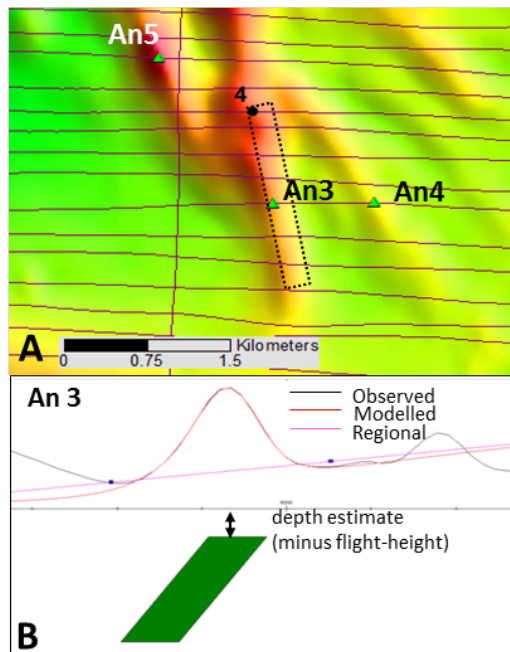 An5
4
An3
An4
A
Kilometers
0 0.75 1.5
An 3
Observed
Modelled
Regional
depth estimate
(minus flight-height)
B